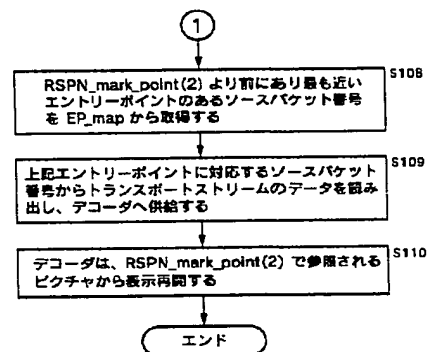 1
RSPN_mark_point(2) より前にあり最も近い
エントリーポイントのあるソースパケット番号
を EP_map から取得する
S108
上記エントリーポイントに対応するソースパケット
番号からトランスポートストリームのデータを読み
出し、デコーダへ供給する
S109
デコーダは、RSPN_mark_point(2) で参照される
ピクチャから表示再開する
S110
エンド